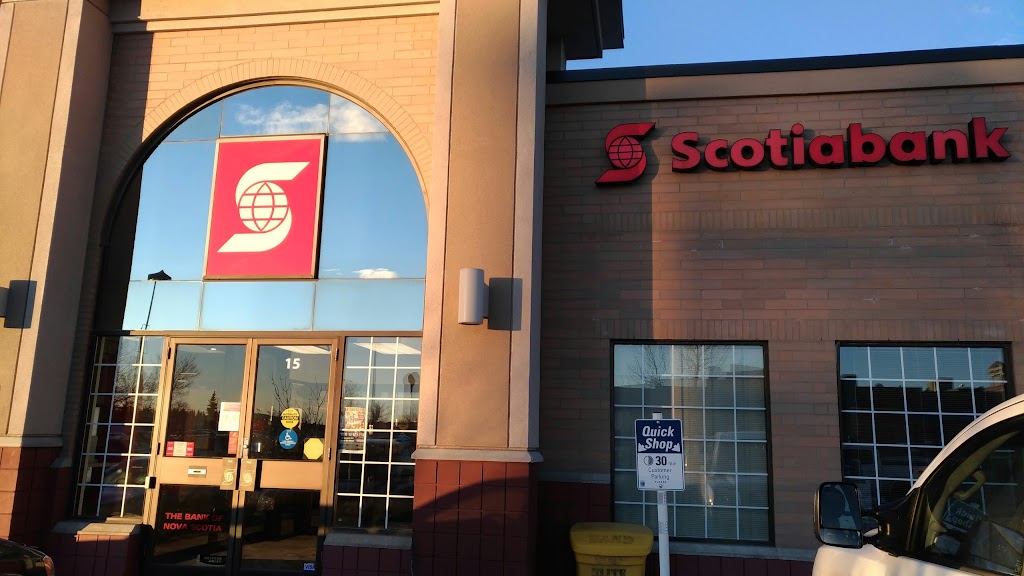 Scotiabank
15
THE BANK OF
NOVA SCOTIA
Quick
Shop
30
Customer
Parking